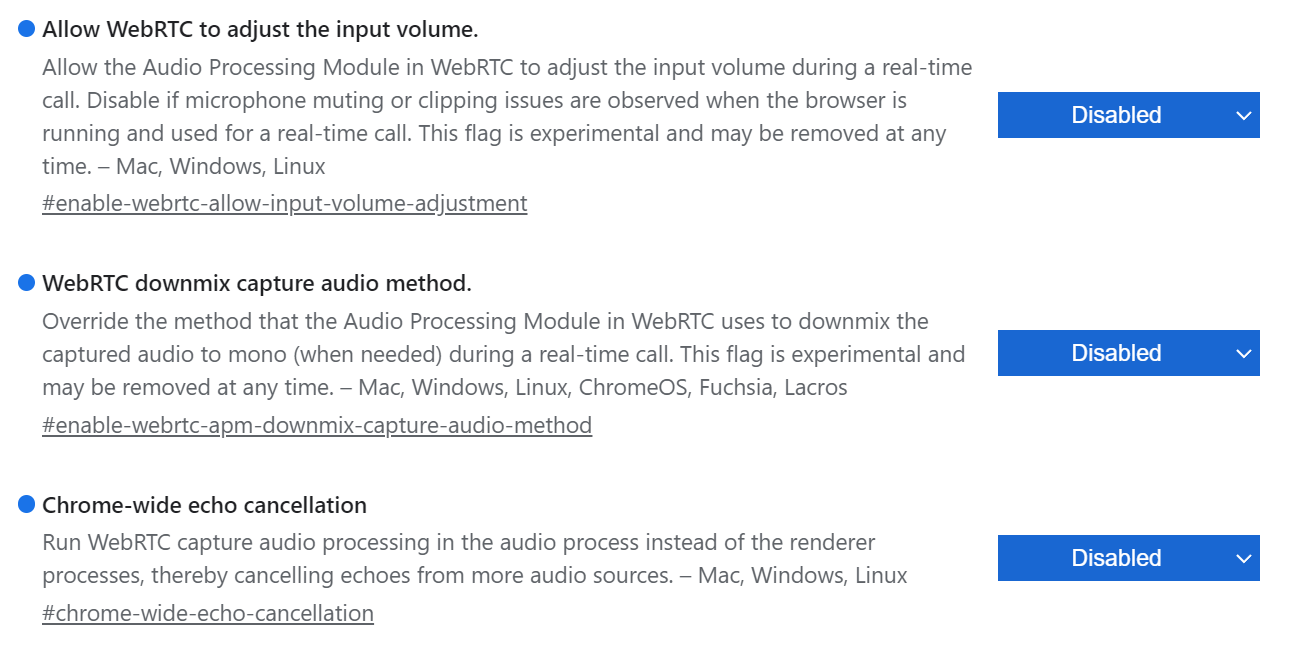 Allow WebRTC to adjust the input volume.
Allow the Audio Processing Module in WebRTC to adjust the input volume during a real-time
call. Disable if microphone muting or clipping issues are observed when the browser is
running and used for a real-time call. This flag is experimental and may be removed at any
time. – Mac, Windows, Linux
#enable-webrtc-allow-input-volume-adjustment
Disabled
WebRTC downmix capture audio method.
Override the method that the Audio Processing Module in WebRTC uses to downmix the
captured audio to mono (when needed) during a real-time call. This flag is experimental and
may be removed at any time. – Mac, Windows, Linux, ChromeOS, Fuchsia, Lacros
#enable-webrtc-apm-downmix-capture-audio-method
Disabled
Chrome-wide echo cancellation
Run WebRTC capture audio processing in the audio process instead of the renderer
processes, thereby cancelling echoes from more audio sources. – Mac, Windows, Linux
#chrome-wide-echo-cancellation
Disabled